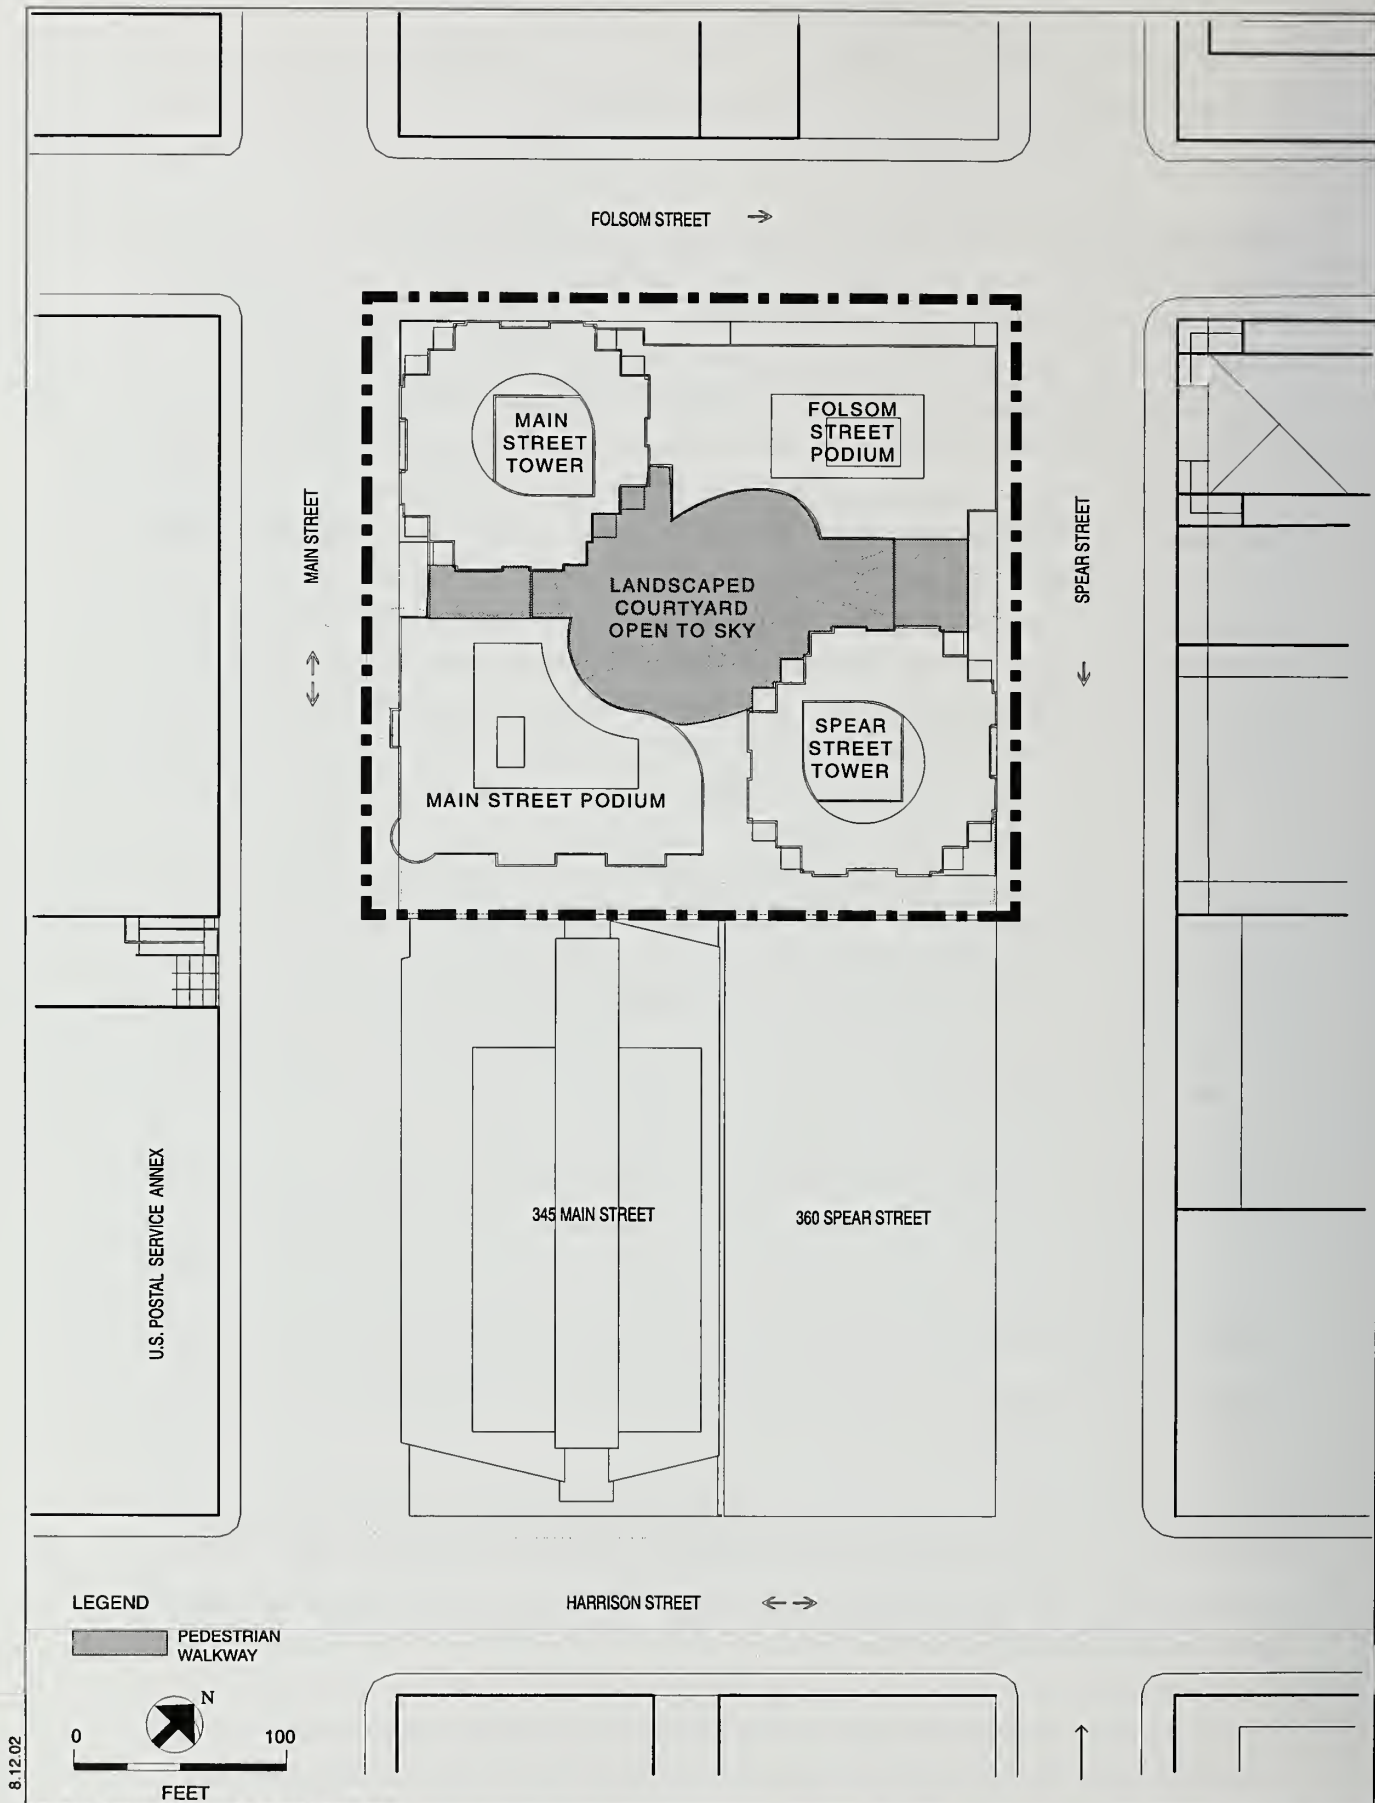 FOLSOM STREET
MAIN
STREET
TOWER
FOLSOM
STREET
PODIUM
MAIN STREET
SPEAR STREET
LANDSCAPED
COURTYARD
OPEN TO SKY
SPEAR
STREET
TOWER
MAIN STREET PODIUM
U.S. POSTAL SERVICE ANNEX
345 MAIN STREET
360 SPEAR STREET
HARRISON STREET
LEGEND
PEDESTRIAN
WALKWAY
N
0 100
FEET
8.12.02